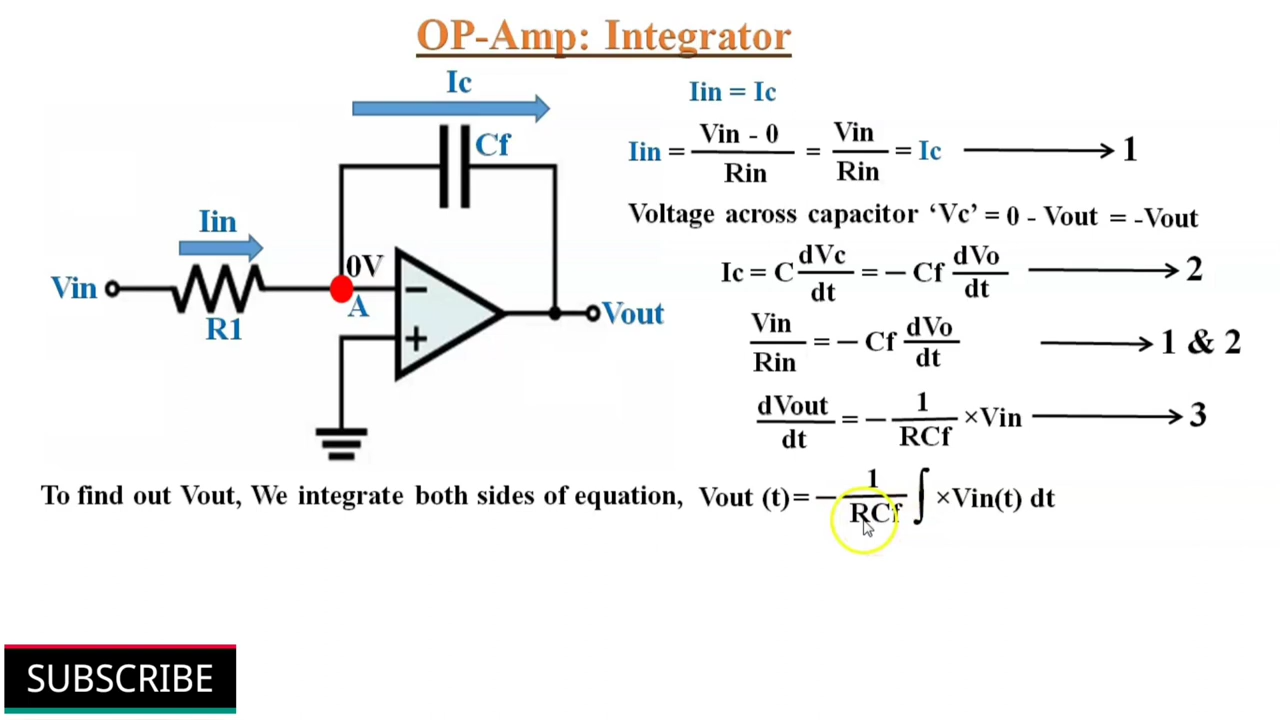 OP-Amp: Integrator
Ic
Cf
Iin
Vin
R1
0V
A
−
+
Vout
Iin = Ic
Iin = Vin - 0 / Rin = Vin / Rin = Ic → 1
Voltage across capacitor ‘Vc’ = 0 - Vout = -Vout
Ic = C dVc / dt = − Cf dVo / dt → 2
Vin / Rin = − Cf dVo / dt → 1 & 2
dVout / dt = − 1 / RCf ×Vin → 3
To find out Vout, We integrate both sides of equation, Vout (t)= − 1 / RCf ∫ ×Vin(t) dt
SUBSCRIBE